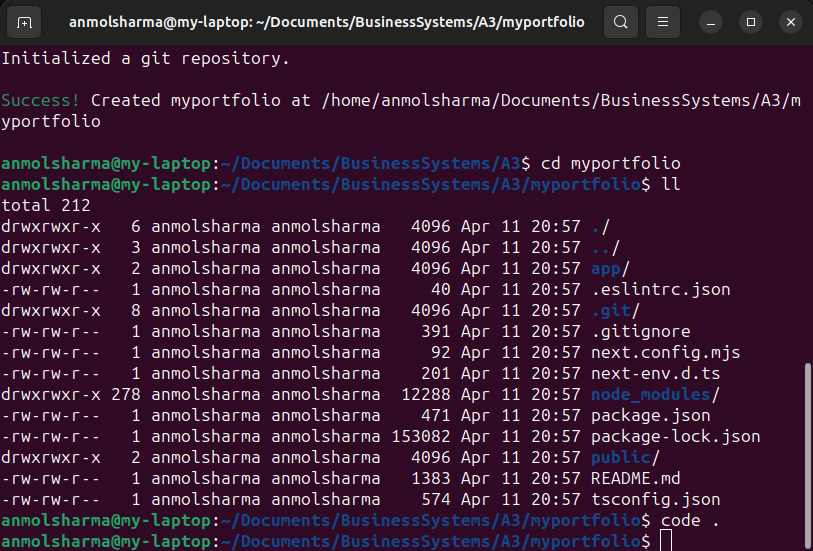 anmolsharma@my-laptop: ~/Documents/BusinessSystems/A3/myportfolio
Initialized a git repository.
Success! Created myportfolio at /home/anmolsharma/Documents/BusinessSystems/A3/m
yportfolio
anmolsharma@my-laptop:~/Documents/BusinessSystems/A3$ cd myportfolio
anmolsharma@my-laptop:~/Documents/BusinessSystems/A3/myportfolio$ ll
total 212
drwxrwxr-x   6 anmolsharma anmolsharma   4096 Apr 11 20:57 ./
drwxrwxr-x   3 anmolsharma anmolsharma   4096 Apr 11 20:57 ../
drwxrwxr-x   2 anmolsharma anmolsharma   4096 Apr 11 20:57 app/
-rw-rw-r--   1 anmolsharma anmolsharma     40 Apr 11 20:57 .eslintrc.json
drwxrwxr-x   8 anmolsharma anmolsharma   4096 Apr 11 20:57 .git/
-rw-rw-r--   1 anmolsharma anmolsharma    391 Apr 11 20:57 .gitignore
-rw-rw-r--   1 anmolsharma anmolsharma     92 Apr 11 20:57 next.config.mjs
-rw-rw-r--   1 anmolsharma anmolsharma    201 Apr 11 20:57 next-env.d.ts
drwxrwxr-x 278 anmolsharma anmolsharma  12288 Apr 11 20:57 node_modules/
-rw-rw-r--   1 anmolsharma anmolsharma    471 Apr 11 20:57 package.json
-rw-rw-r--   1 anmolsharma anmolsharma 153082 Apr 11 20:57 package-lock.json
drwxrwxr-x   2 anmolsharma anmolsharma   4096 Apr 11 20:57 public/
-rw-rw-r--   1 anmolsharma anmolsharma   1383 Apr 11 20:57 README.md
-rw-rw-r--   1 anmolsharma anmolsharma    574 Apr 11 20:57 tsconfig.json
anmolsharma@my-laptop:~/Documents/BusinessSystems/A3/myportfolio$ code .
anmolsharma@my-laptop:~/Documents/BusinessSystems/A3/myportfolio$